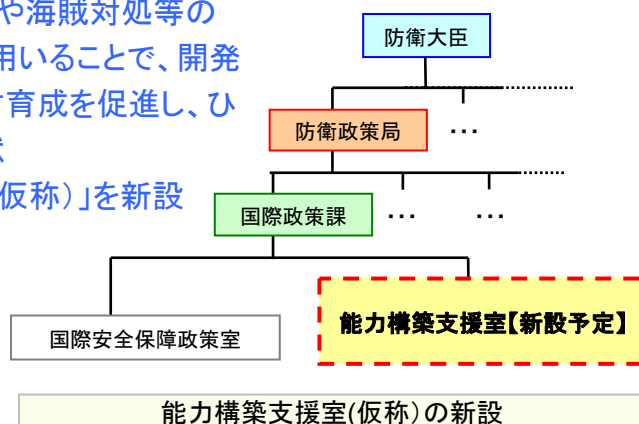 や海賊対処等の
用いることで、開発
育成を促進し、ひ
仮称）」を新設
防衛大臣
防衛政策局
…
国際政策課
…
…
国際安全保障政策室
能力構築支援室【新設予定】
能力構築支援室(仮称）の新設